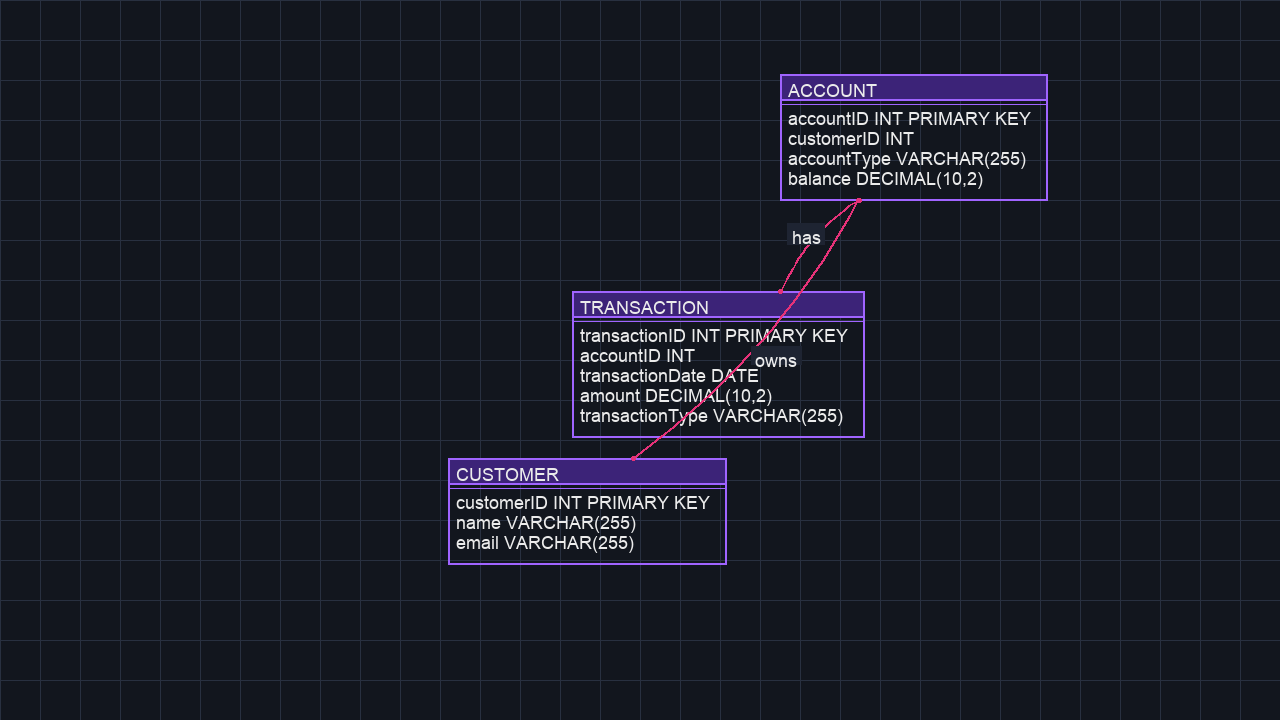 ACCOUNT
accountID INT PRIMARY KEY
customerID INT
accountType VARCHAR(255)
balance DECIMAL(10,2)
has
TRANSACTION
transactionID INT PRIMARY KEY
accountID INT
transactionDate DATE
amount DECIMAL(10,2)
transactionType VARCHAR(255)
owns
CUSTOMER
customerID INT PRIMARY KEY
name VARCHAR(255)
email VARCHAR(255)